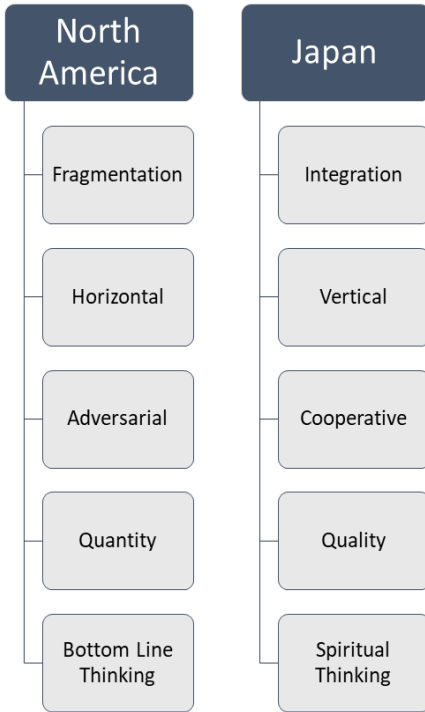 North
America
Fragmentation
Horizontal
Adversarial
Quantity
Bottom Line
Thinking
Japan
Integration
Vertical
Cooperative
Quality
Spiritual
Thinking